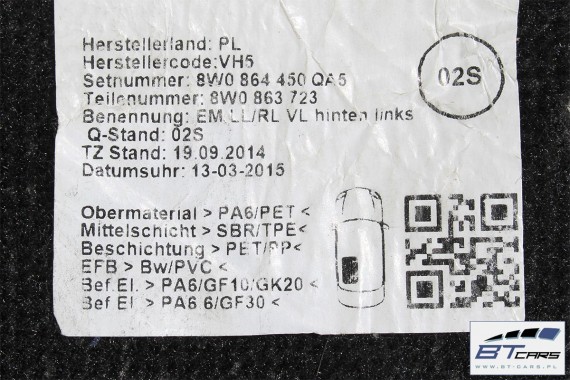 Herstellerland: PL
Herstellercode:VH5
Setnummer: 8W0 864 450 QA5
Teilenummer: 8W0 863 723
Benennung: EM LL/RL VL hinten links
Q-Stand: 02S
TZ Stand: 19.09.2014
Datumsuhr: 13-03-2015
02S
Obermaterial > PA6/PET <
Mittelschicht > SBR/TPE <
Beschichtung > PET/PP <
EFB > Bw/PVC <
Bef.El. > PA6/GF10/GK20 >
Bef.El. > PA6 6/GF30 <
BT CARS
WWW.BT-CARS.PL